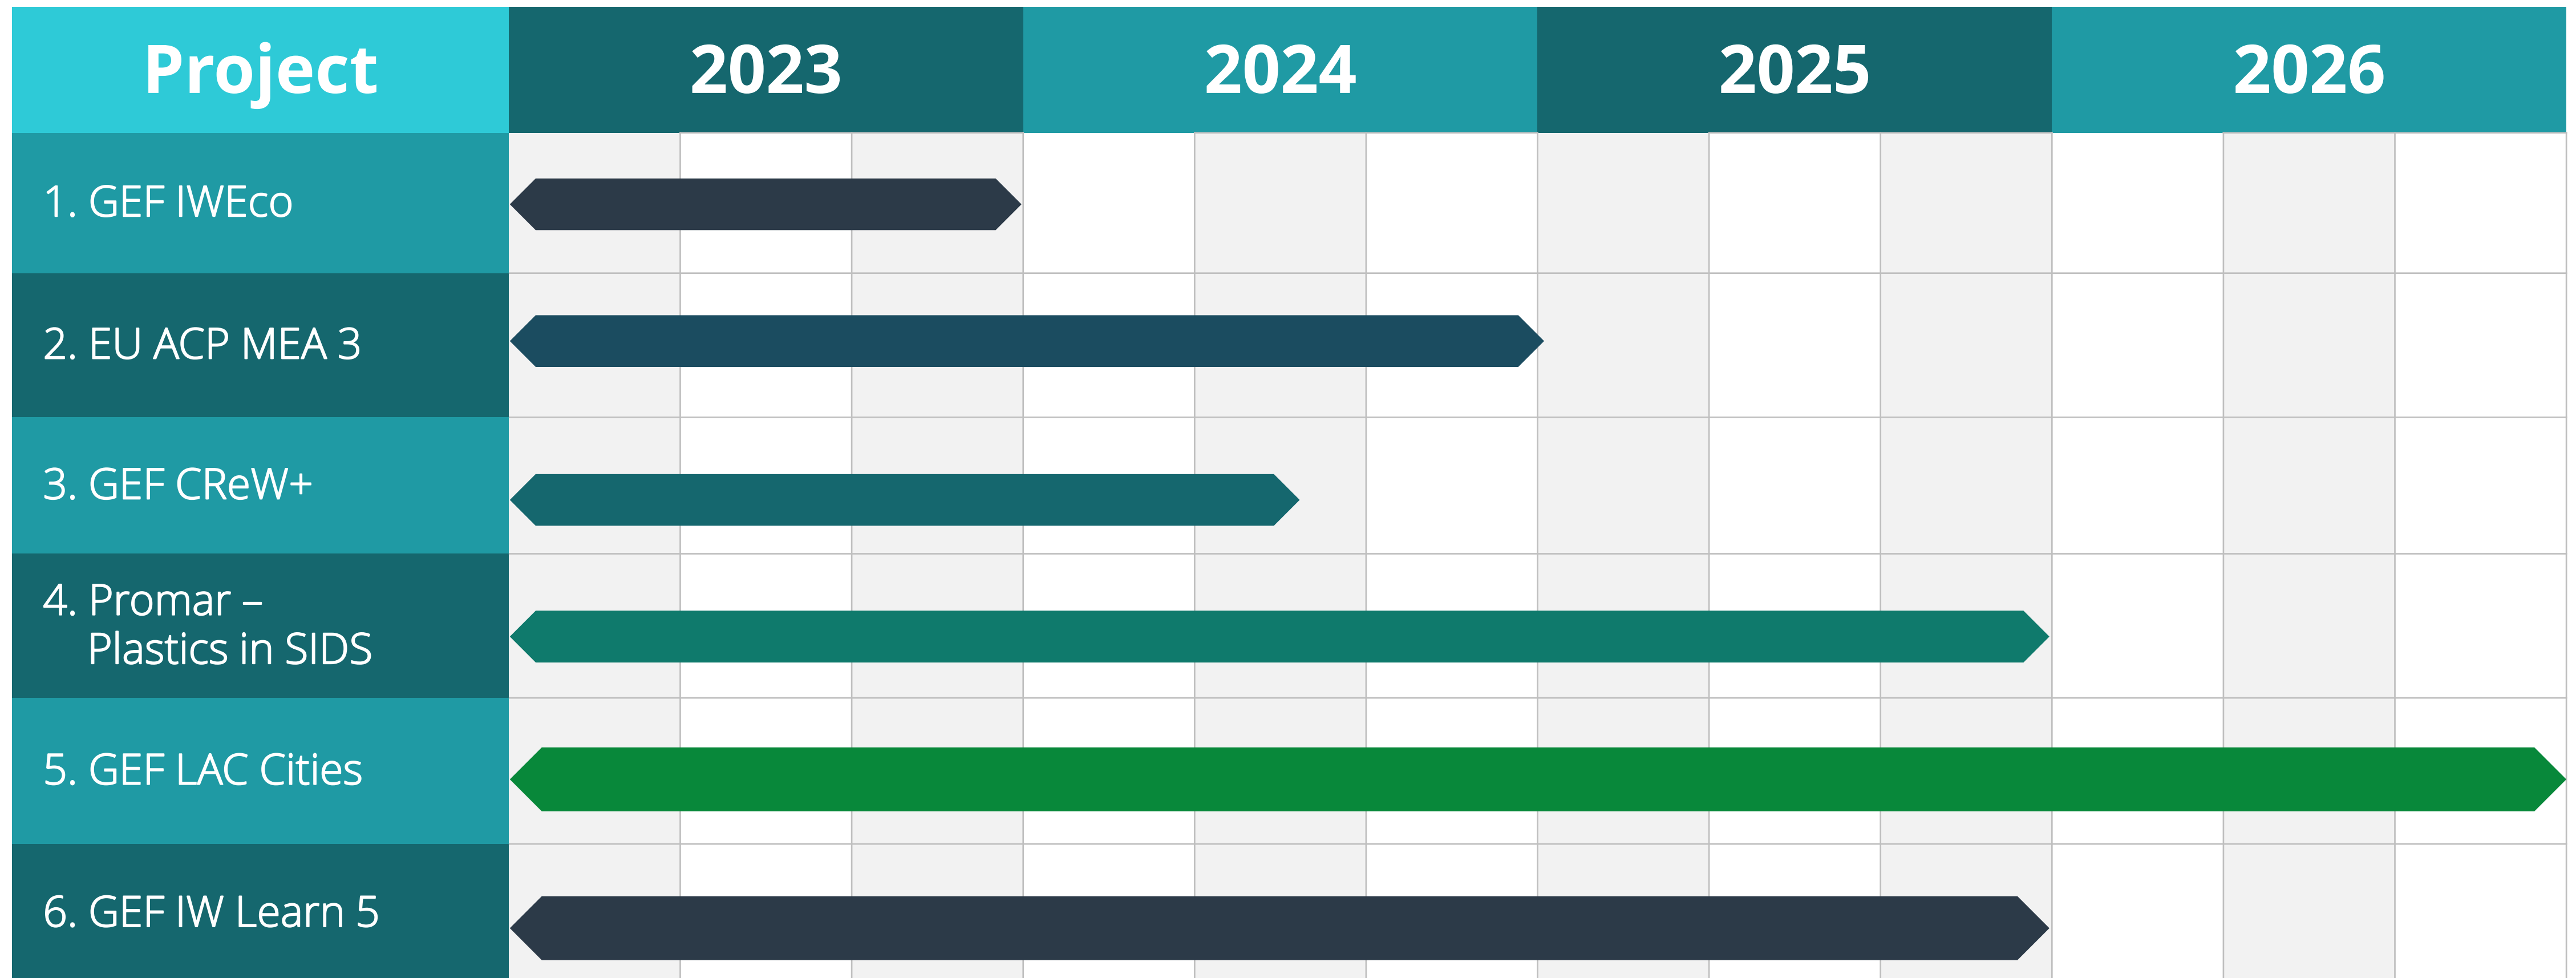 Project 2023 2024 2025 2026
1. GEF IWEco
2. EU ACP MEA 3
3. GEF CReW+
4. Promar –
Plastics in SIDS
5. GEF LAC Cities
6. GEF IW Learn 5